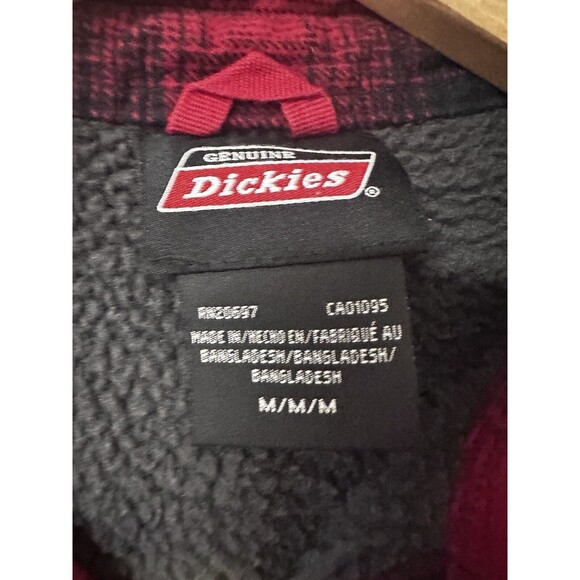 GENUINE
Dickies®
RN20697 CA01095
MADE IN/HECHO EN/FABRIQUÉ AU
BANGLADESH/BANGLADESH/
BANGLADESH
M/M/M